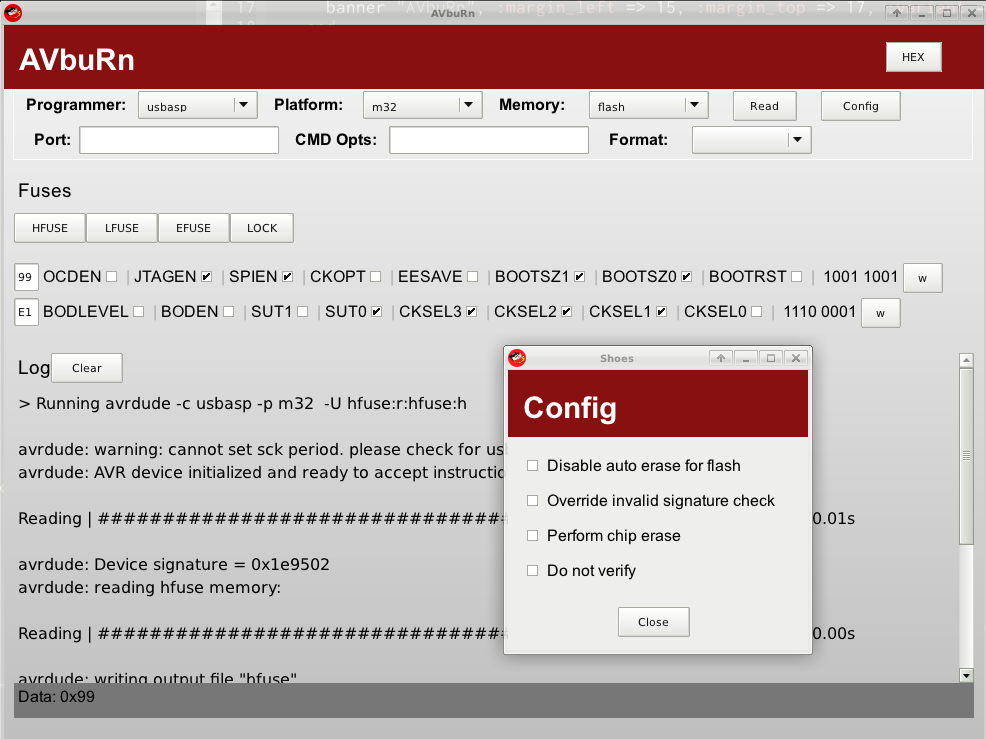 17 banner "AVbuRn", :margin_left => 15, :margin_top => 17,
AVbuRn
AVbuRn
HEX
Programmer: usbasp Platform: m32 Memory: flash Read Config
Port: CMD Opts: Format:
Fuses
HFUSE LFUSE EFUSE LOCK
99 OCDEN | JTAGEN | SPIEN | CKOPT | EESAVE | BOOTSZ1 | BOOTSZ0 | BOOTRST | 1001 1001 w
E1 BODLEVEL | BODEN | SUT1 | SUT0 | CKSEL3 | CKSEL2 | CKSEL1 | CKSEL0 | 1110 0001 w
Log Clear
> Running avrdude -c usbasp -p m32 -U hfuse:r:hfuse:h
avrdude: warning: cannot set sck period. please check for usb
avrdude: AVR device initialized and ready to accept instructio
Reading | ################################ 0.01s
avrdude: Device signature = 0x1e9502
avrdude: reading hfuse memory:
Reading | ################################ 0.00s
avrdude: writing output file "hfuse"
Data: 0x99
Shoes
Config
Disable auto erase for flash
Override invalid signature check
Perform chip erase
Do not verify
Close